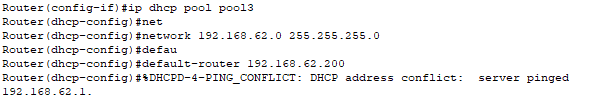 Router(config-if)#ip dhcp pool pool3
Router(dhcp-config)#net
Router(dhcp-config)#network 192.168.62.0 255.255.255.0
Router(dhcp-config)#defau
Router(dhcp-config)#default-router 192.168.62.200
Router(dhcp-config)#%DHCPD-4-PING_CONFLICT: DHCP address conflict:  server pinged
192.168.62.1.